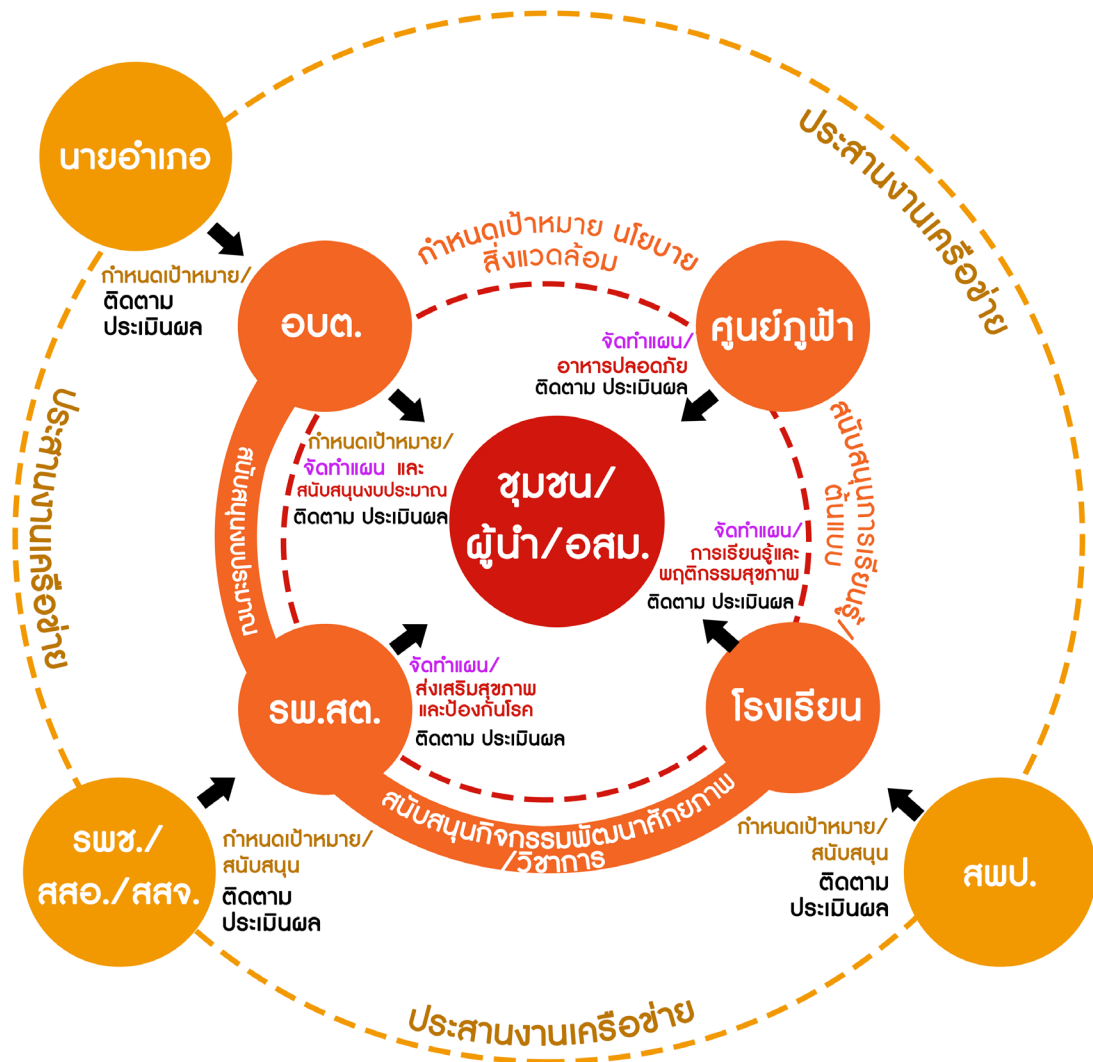 นายอำเภอ
ประสานงานเครือข่าย
กำหนดเป้าหมาย นโยบาย
สิ่งแวดล้อม
กำหนดเป้าหมาย/
ติดตาม
ประเมินผล
อบต.
ศูนย์ภูฟ้า
จัดทำแผน/
อาหารปลอดภัย
ติดตาม ประเมินผล
กำหนดเป้าหมาย/
จัดทำแผน และ
สนับสนุนงบประมาณ
ติดตาม ประเมินผล
ชุมชน/
ผู้นำ/อสม.
สนับสนุนการเรียนรู้/
ต้นแบบ
ประสานงานเครือข่าย
สนับสนุนงบประมาณ
จัดทำแผน/
การเรียนรู้และ
พฤติกรรมสุขภาพ
ติดตาม ประเมินผล
รพ.สต.
จัดทำแผน/
ส่งเสริมสุขภาพ
และป้องกันโรค
ติดตาม ประเมินผล
โรงเรียน
สนับสนุนกิจกรรมพัฒนาศักยภาพ
/วิชาการ
รพช./
สสอ./สสจ.
กำหนดเป้าหมาย/
สนับสนุน
ติดตาม
ประเมินผล
กำหนดเป้าหมาย/
สนับสนุน
ติดตาม
ประเมินผล
สพป.
ประสานงานเครือข่าย